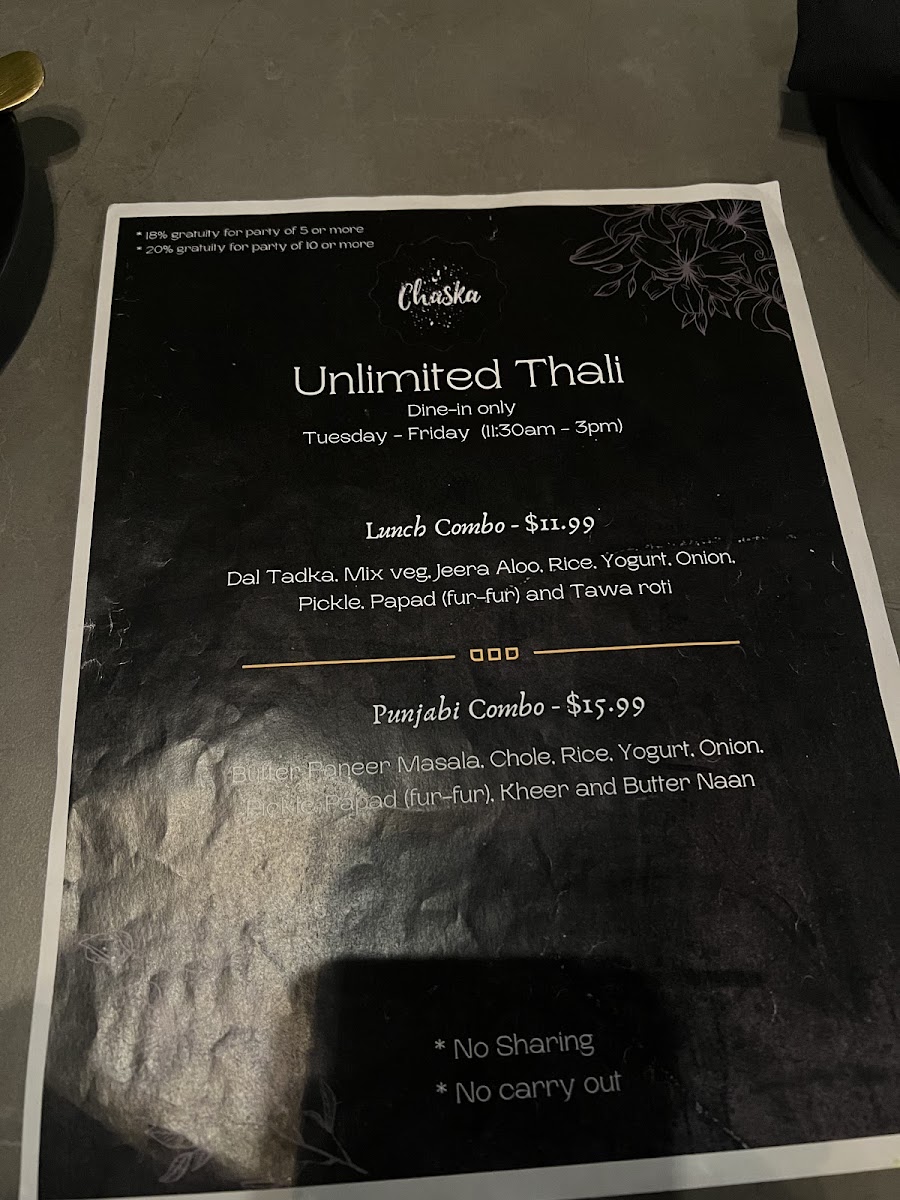 * 18% gratuity for party of 5 or more
* 20% gratuity for party of 10 or more
Chaska
Unlimited Thali
Dine-in only
Tuesday - Friday (11:30am - 3pm)
Lunch Combo - $11.99
Dal Tadka, Mix veg, Jeera Aloo, Rice, Yogurt, Onion,
Pickle, Papad (fur-fur) and Tawa roti
Punjabi Combo - $15.99
Butter Paneer Masala, Chole, Rice, Yogurt, Onion,
Pickle, Papad (fur-fur), Kheer and Butter Naan
* No Sharing
* No carry out